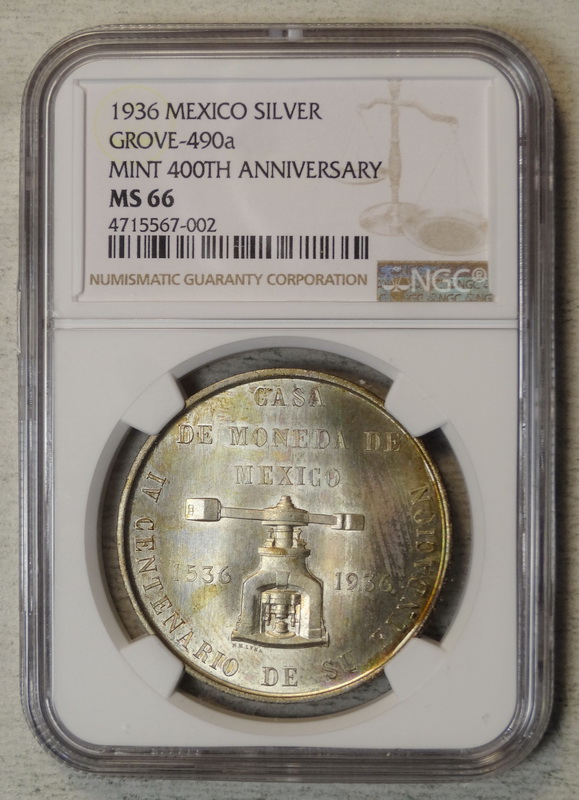 1936 MEXICO SILVER
GROVE-490a
MINT 400TH ANNIVERSARY
MS 66
4715567-002
NUMISMATIC GUARANTY CORPORATION
NGC®
CASA
DE MONEDA DE
MEXICO
1536 1936
IV CENTENARIO DE SU FUNDACION